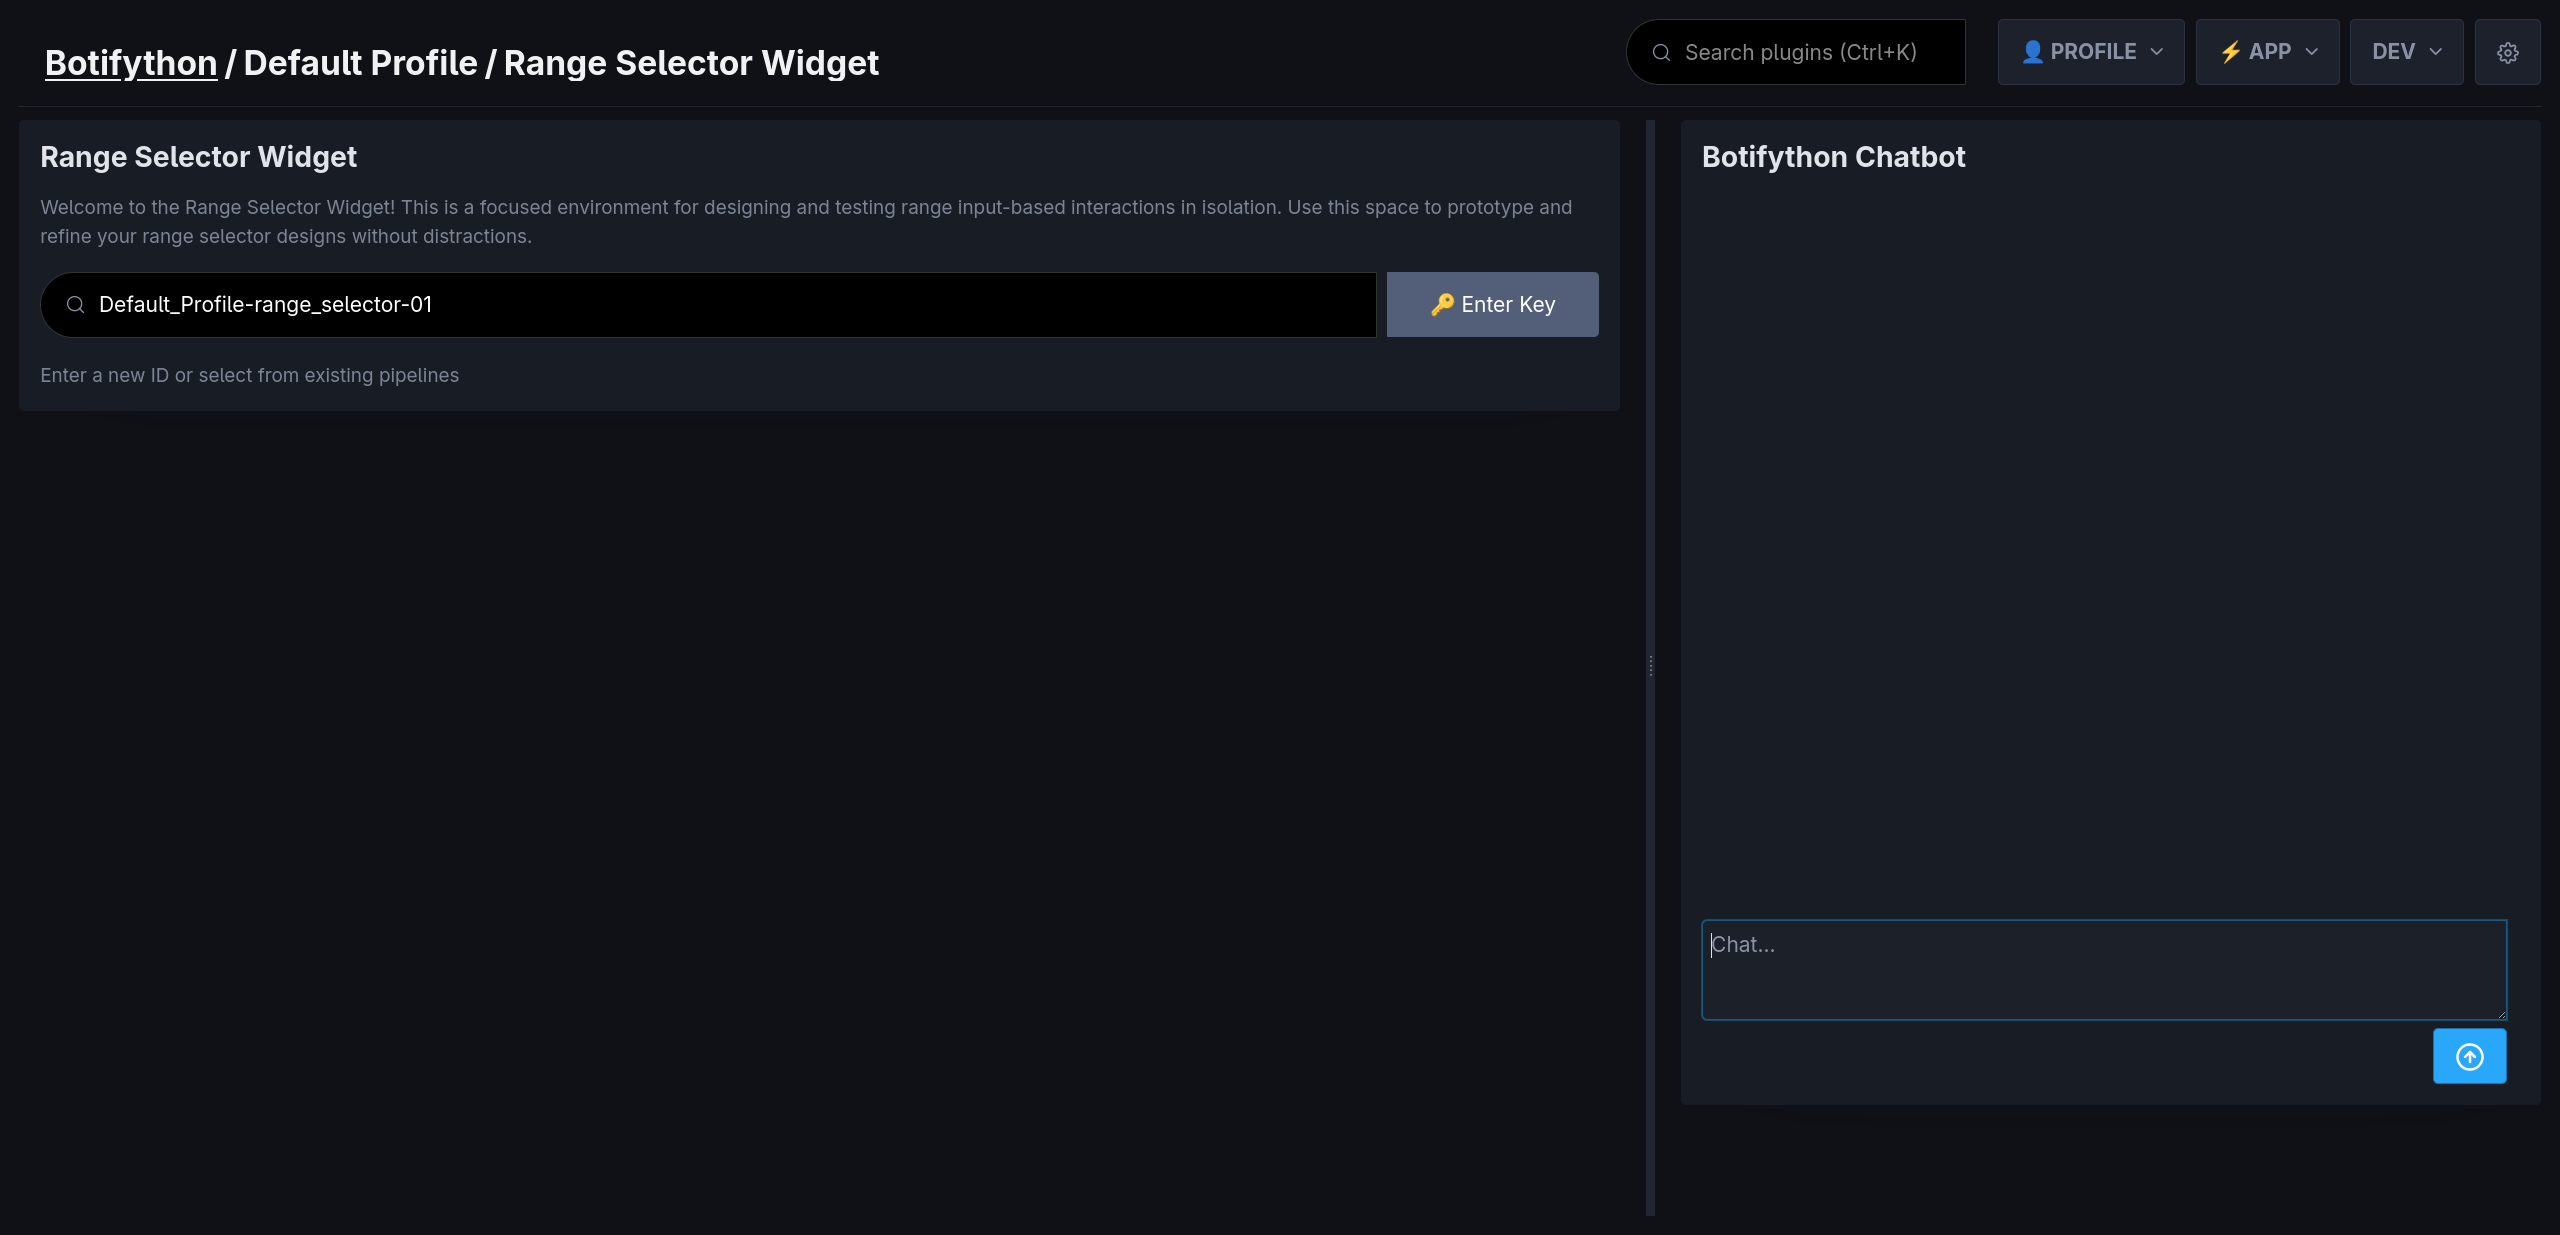 Botifython / Default Profile / Range Selector Widget
Search plugins (Ctrl+K)
👤 PROFILE
⚡ APP
DEV
Range Selector Widget
Welcome to the Range Selector Widget! This is a focused environment for designing and testing range input-based interactions in isolation. Use this space to prototype and
refine your range selector designs without distractions.
Default_Profile-range_selector-01
🔑 Enter Key
Enter a new ID or select from existing pipelines
Botifython Chatbot
Chat...